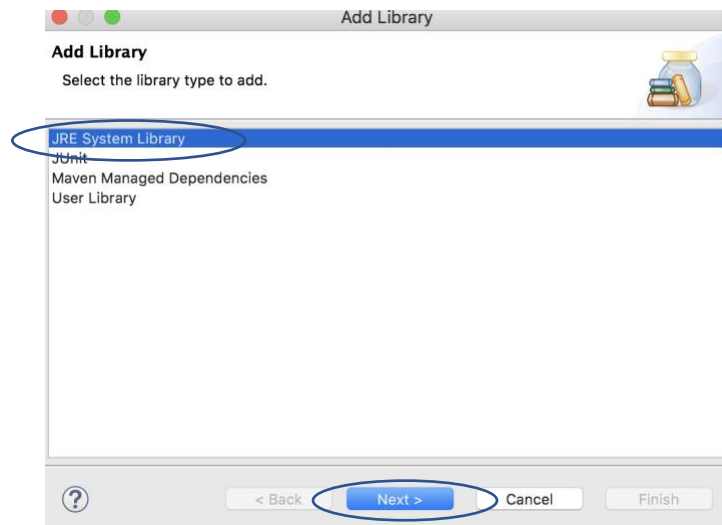 Add Library
Add Library
Select the library type to add.
JRE System Library
JUnit
Maven Managed Dependencies
User Library
? < Back Next > Cancel Finish